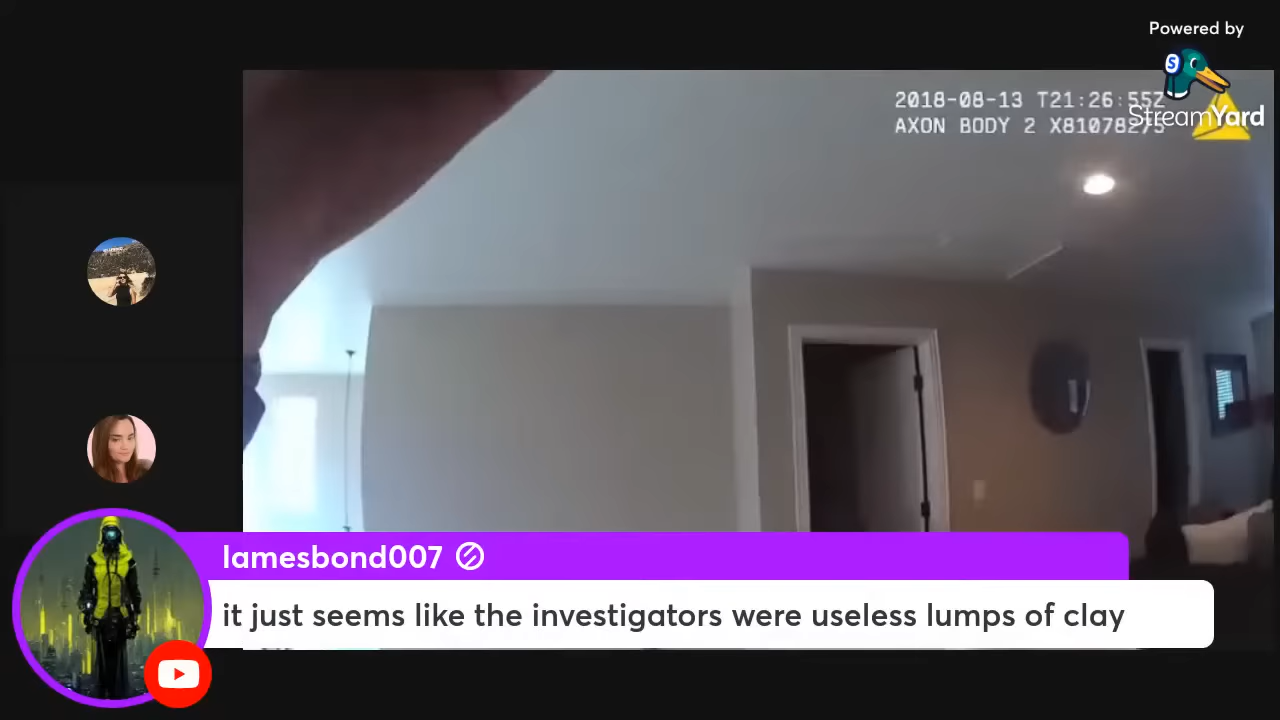 Powered by
StreamYard
2018-08-13 T21:26:55Z
AXON BODY 2 X81078275
lamesbond007
it just seems like the investigators were useless lumps of clay